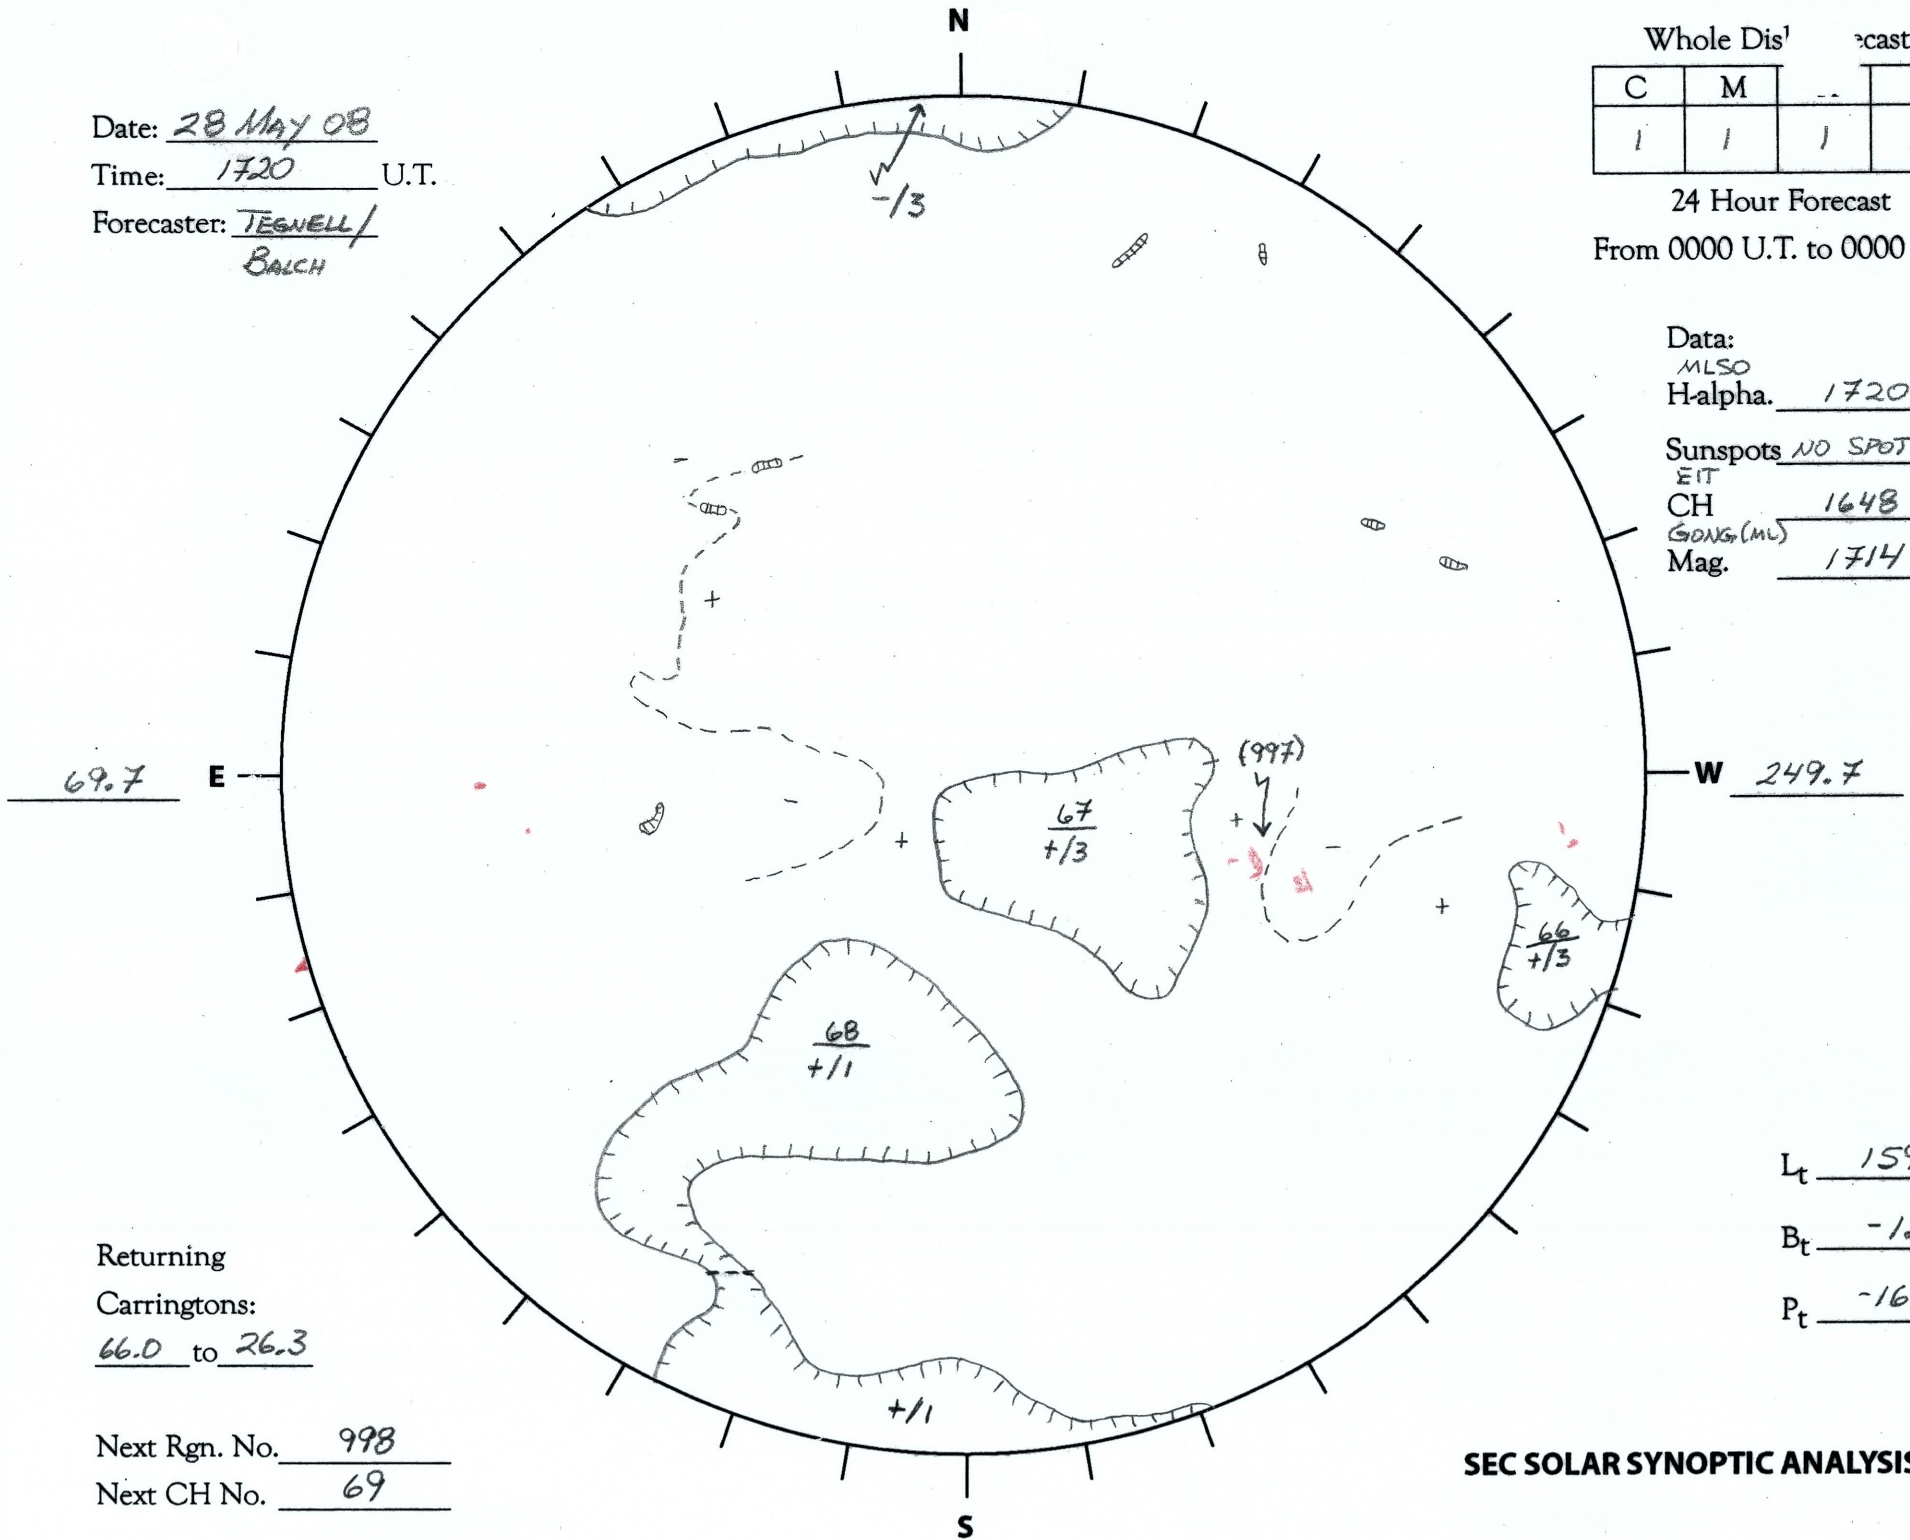 N
Date: 28 MAY 08
Time: 1720 U.T.
Forecaster: TEGNELL/
BALCH
-/3
C M
1 1 1
24 Hour Forecast
From 0000 U.T. to 0000
Data:
MLSO
H-alpha. 1720
Sunspots NO SPOT
EIT
CH 1648
GONG (ML)
Mag. 1714
-
+
(997)
69.7 E
W 249.7
67
+/3
-
+
+
-
+
66
+/3
68
+/1
Lt
Bt
Pt -16
Returning
Carringtons:
66.0 to 26.3
+/1
Next Rgn. No. 998
Next CH No. 69
SEC SOLAR SYNOPTIC ANALYSIS
S